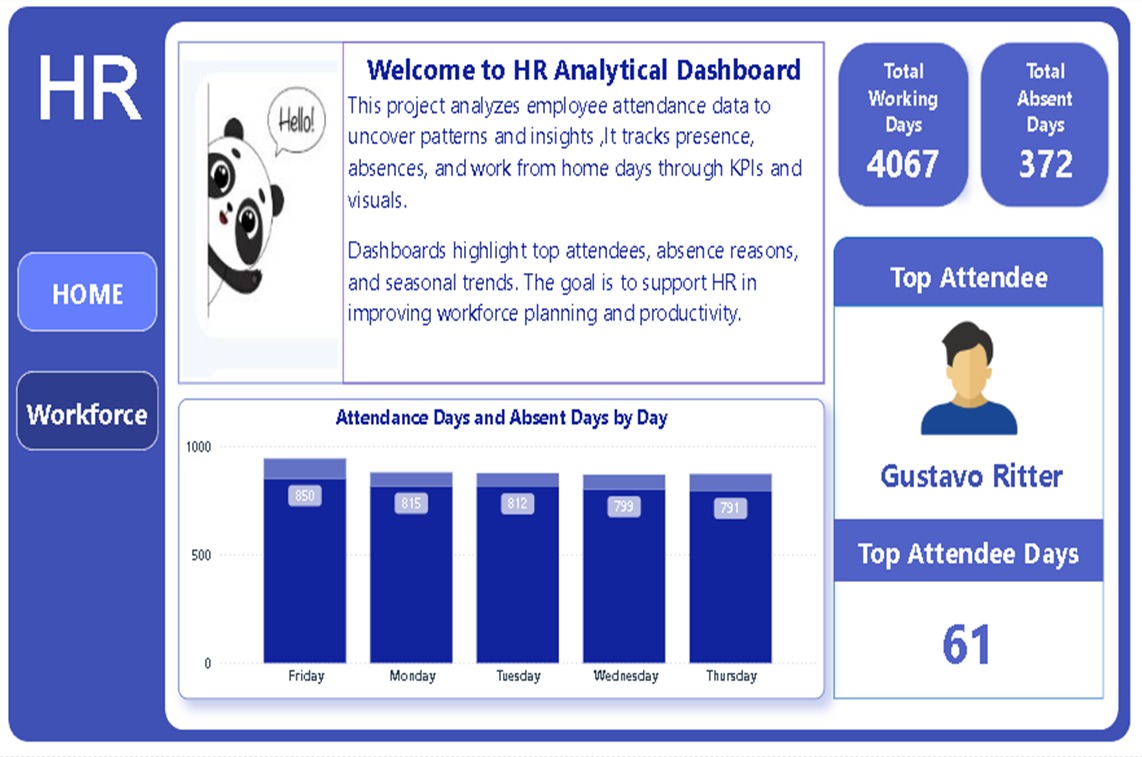 HR
HOME
Workforce
Hello!
Welcome to HR Analytical Dashboard
This project analyzes employee attendance data to
uncover patterns and insights ,It tracks presence,
absences, and work from home days through KPIs and
visuals.
Dashboards highlight top attendees, absence reasons,
and seasonal trends. The goal is to support HR in
improving workforce planning and productivity.
Total
Working
Days
4067
Total
Absent
Days
372
Attendance Days and Absent Days by Day
1000
500
0
850
815
812
799
791
Friday
Monday
Tuesday
Wednesday
Thursday
Top Attendee
Gustavo Ritter
Top Attendee Days
61